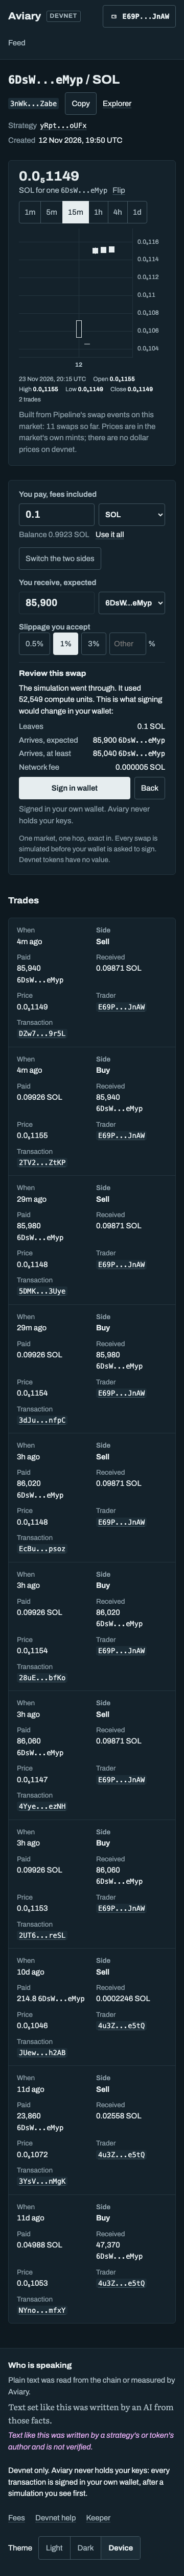 Aviary DEVNET E69P...JnAW
Feed
6DsW...eMyp / SOL
3nWk...Zabe Copy Explorer
Strategy yRpt...oUFx
Created 12 Nov 2026, 19:50 UTC
0.0₅1149
SOL for one 6DsW...eMyp Flip
1m 5m 15m 1h 4h 1d
0.0₅116
0.0₅114
0.0₅112
0.0₅11
0.0₅108
0.0₅106
0.0₅104
12
23 Nov 2026, 20:15 UTC Open 0.0₅1155
High 0.0₅1155 Low 0.0₅1149 Close 0.0₅1149
2 trades
Built from Pipeline's swap events on this
market: 11 swaps so far. Prices are in the
market's own mints; there are no dollar
prices on devnet.
You pay, fees included
0.1 SOL
Balance 0.9923 SOL Use it all
Switch the two sides
You receive, expected
85,900 6DsW...eMyp
Slippage you accept
0.5% 1% 3% Other %
Review this swap
The simulation went through. It used
52,549 compute units. This is what signing
would change in your wallet:
Leaves 0.1 SOL
Arrives, expected 85,900 6DsW...eMyp
Arrives, at least 85,040 6DsW...eMyp
Network fee 0.000005 SOL
Sign in wallet Back
Signed in your own wallet. Aviary never
holds your keys.
One market, one hop, exact in. Every swap is
simulated before your wallet is asked to sign.
Devnet tokens have no value.
Trades
When Side
4m ago Sell
Paid Received
85,940 0.09871 SOL
6DsW...eMyp
Price Trader
0.0₅1149 E69P...JnAW
Transaction
DZw7...9r5L
When Side
4m ago Buy
Paid Received
0.09926 SOL 85,940
6DsW...eMyp
Price Trader
0.0₅1155 E69P...JnAW
Transaction
2TV2...ZtKP
When Side
29m ago Sell
Paid Received
85,980 0.09871 SOL
6DsW...eMyp
Price Trader
0.0₅1148 E69P...JnAW
Transaction
5DMK...3Uye
When Side
29m ago Buy
Paid Received
0.09926 SOL 85,980
6DsW...eMyp
Price Trader
0.0₅1154 E69P...JnAW
Transaction
3dJu...nfpC
When Side
3h ago Sell
Paid Received
86,020 0.09871 SOL
6DsW...eMyp
Price Trader
0.0₅1148 E69P...JnAW
Transaction
EcBu...psoz
When Side
3h ago Buy
Paid Received
0.09926 SOL 86,020
6DsW...eMyp
Price Trader
0.0₅1154 E69P...JnAW
Transaction
28uE...bfKo
When Side
3h ago Sell
Paid Received
86,060 0.09871 SOL
6DsW...eMyp
Price Trader
0.0₅1147 E69P...JnAW
Transaction
4Yye...ezNH
When Side
3h ago Buy
Paid Received
0.09926 SOL 86,060
6DsW...eMyp
Price Trader
0.0₅1153 E69P...JnAW
Transaction
2UT6...reSL
When Side
10d ago Sell
Paid Received
214.8 6DsW...eMyp 0.0002246 SOL
Price Trader
0.0₅1046 4u3Z...e5tQ
Transaction
JUew...h2AB
When Side
11d ago Sell
Paid Received
23,860 0.02558 SOL
6DsW...eMyp
Price Trader
0.0₅1072 4u3Z...e5tQ
Transaction
3YsV...nMgK
When Side
11d ago Buy
Paid Received
0.04988 SOL 47,370
6DsW...eMyp
Price Trader
0.0₅1053 4u3Z...e5tQ
Transaction
NYno...mfxY
Who is speaking
Plain text was read from the chain or measured by
Aviary.
Text set like this was written by an AI from
those facts.
Text like this was written by a strategy's or token's
author and is not verified.
Devnet only. Aviary never holds your keys: every
transaction is signed in your own wallet, after a
simulation you see first.
Fees Devnet help Keeper
Theme Light Dark Device